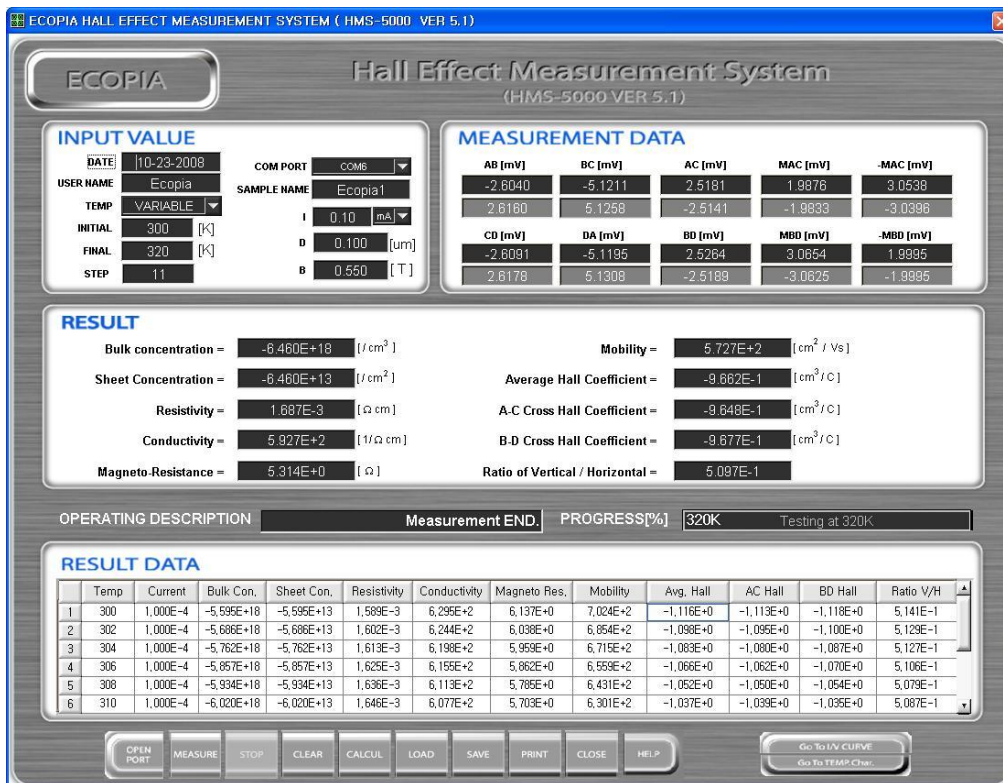 ECOPIA HALL EFFECT MEASUREMENT SYSTEM ( HMS-5000 VER 5.1)
ECOPIA
Hall Effect Measurement System
(HMS-5000 VER 5.1)
INPUT VALUE
DATE 10-23-2008 COM PORT COM6
USER NAME Ecopia SAMPLE NAME Ecopia1
TEMP VARIABLE I 0.10 mA
INITIAL 300 [K] D 0.100 [um]
FINAL 320 [K] B 0.550 [ T ]
STEP 11
MEASUREMENT DATA
AB [mV] BC [mV] AC [mV] MAC [mV] -MAC [mV]
-2.6040 -5.1211 2.5181 1.9876 3.0538
2.6160 5.1258 -2.5141 -1.9833 -3.0396
CD [mV] DA [mV] BD [mV] MBD [mV] -MBD [mV]
-2.6091 -5.1195 2.5264 3.0654 1.9995
2.6178 5.1308 -2.5189 -3.0625 -1.9995
RESULT
Bulk concentration = -6.460E+18 [/ cm³ ]
Sheet Concentration = -6.460E+13 [/ cm² ]
Resistivity = 1.687E-3 [ Ω cm]
Conductivity = 5.927E+2 [1/Ω cm]
Magneto-Resistance = 5.314E+0 [ Ω ]
Mobility = 5.727E+2 [cm² / Vs]
Average Hall Coefficient = -9.662E-1 [cm³/ C]
A-C Cross Hall Coefficient = -9.648E-1 [cm³/ C]
B-D Cross Hall Coefficient = -9.677E-1 [cm³/ C]
Ratio of Vertical / Horizontal = 5.097E-1
OPERATING DESCRIPTION Measurement END. PROGRESS[%] 320K Testing at 320K
RESULT DATA
Temp Current Bulk Con, Sheet Con, Resistivity Conductivity Magneto Res, Mobility Avg, Hall AC Hall BD Hall Ratio V/H
1 300 1,000E-4 -5,595E+18 -5,595E+13 1,589E-3 6,295E+2 6,137E+0 7,024E+2 -1,116E+0 -1,113E+0 -1,118E+0 5,141E-1
2 302 1,000E-4 -5,686E+18 -5,686E+13 1,602E-3 6,244E+2 6,038E+0 6,854E+2 -1,098E+0 -1,095E+0 -1,100E+0 5,129E-1
3 304 1,000E-4 -5,762E+18 -5,762E+13 1,613E-3 6,198E+2 5,959E+0 6,715E+2 -1,083E+0 -1,080E+0 -1,087E+0 5,127E-1
4 306 1,000E-4 -5,857E+18 -5,857E+13 1,625E-3 6,155E+2 5,862E+0 6,559E+2 -1,066E+0 -1,062E+0 -1,070E+0 5,106E-1
5 308 1,000E-4 -5,934E+18 -5,934E+13 1,636E-3 6,113E+2 5,785E+0 6,431E+2 -1,052E+0 -1,050E+0 -1,054E+0 5,079E-1
6 310 1,000E-4 -6,020E+18 -6,020E+13 1,646E-3 6,077E+2 5,703E+0 6,301E+2 -1,037E+0 -1,039E+0 -1,035E+0 5,087E-1
OPEN PORT MEASURE STOP CLEAR CALCUL LOAD SAVE PRINT CLOSE HELP
Go To I/V CURVE
Go To TEMP.Char.